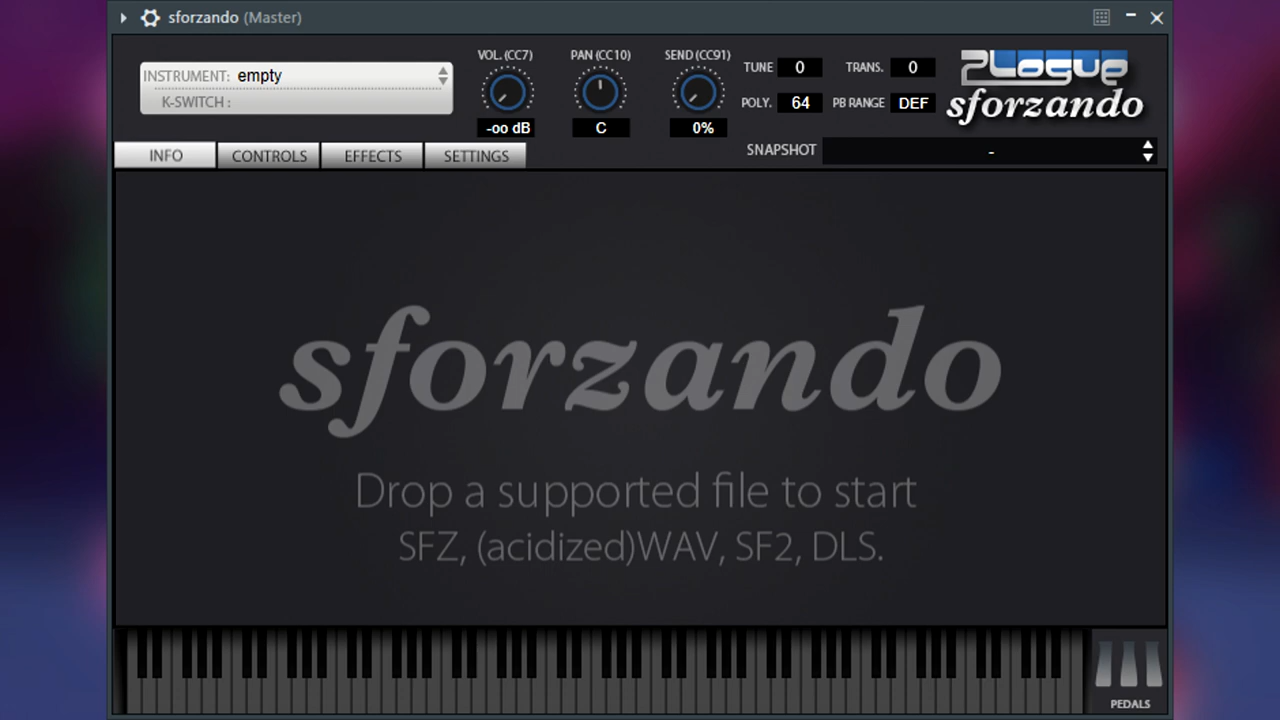 sforzando (Master)
INSTRUMENT: empty
K-SWITCH :
VOL. (CC7)
-oo dB
PAN (CC10)
C
SEND (CC91)
0%
TUNE 0 TRANS. 0
POLY. 64 PB RANGE DEF
Plogue
sforzando
INFO CONTROLS EFFECTS SETTINGS
SNAPSHOT -
sforzando
Drop a supported file to start
SFZ, (acidized)WAV, SF2, DLS.
PEDALS